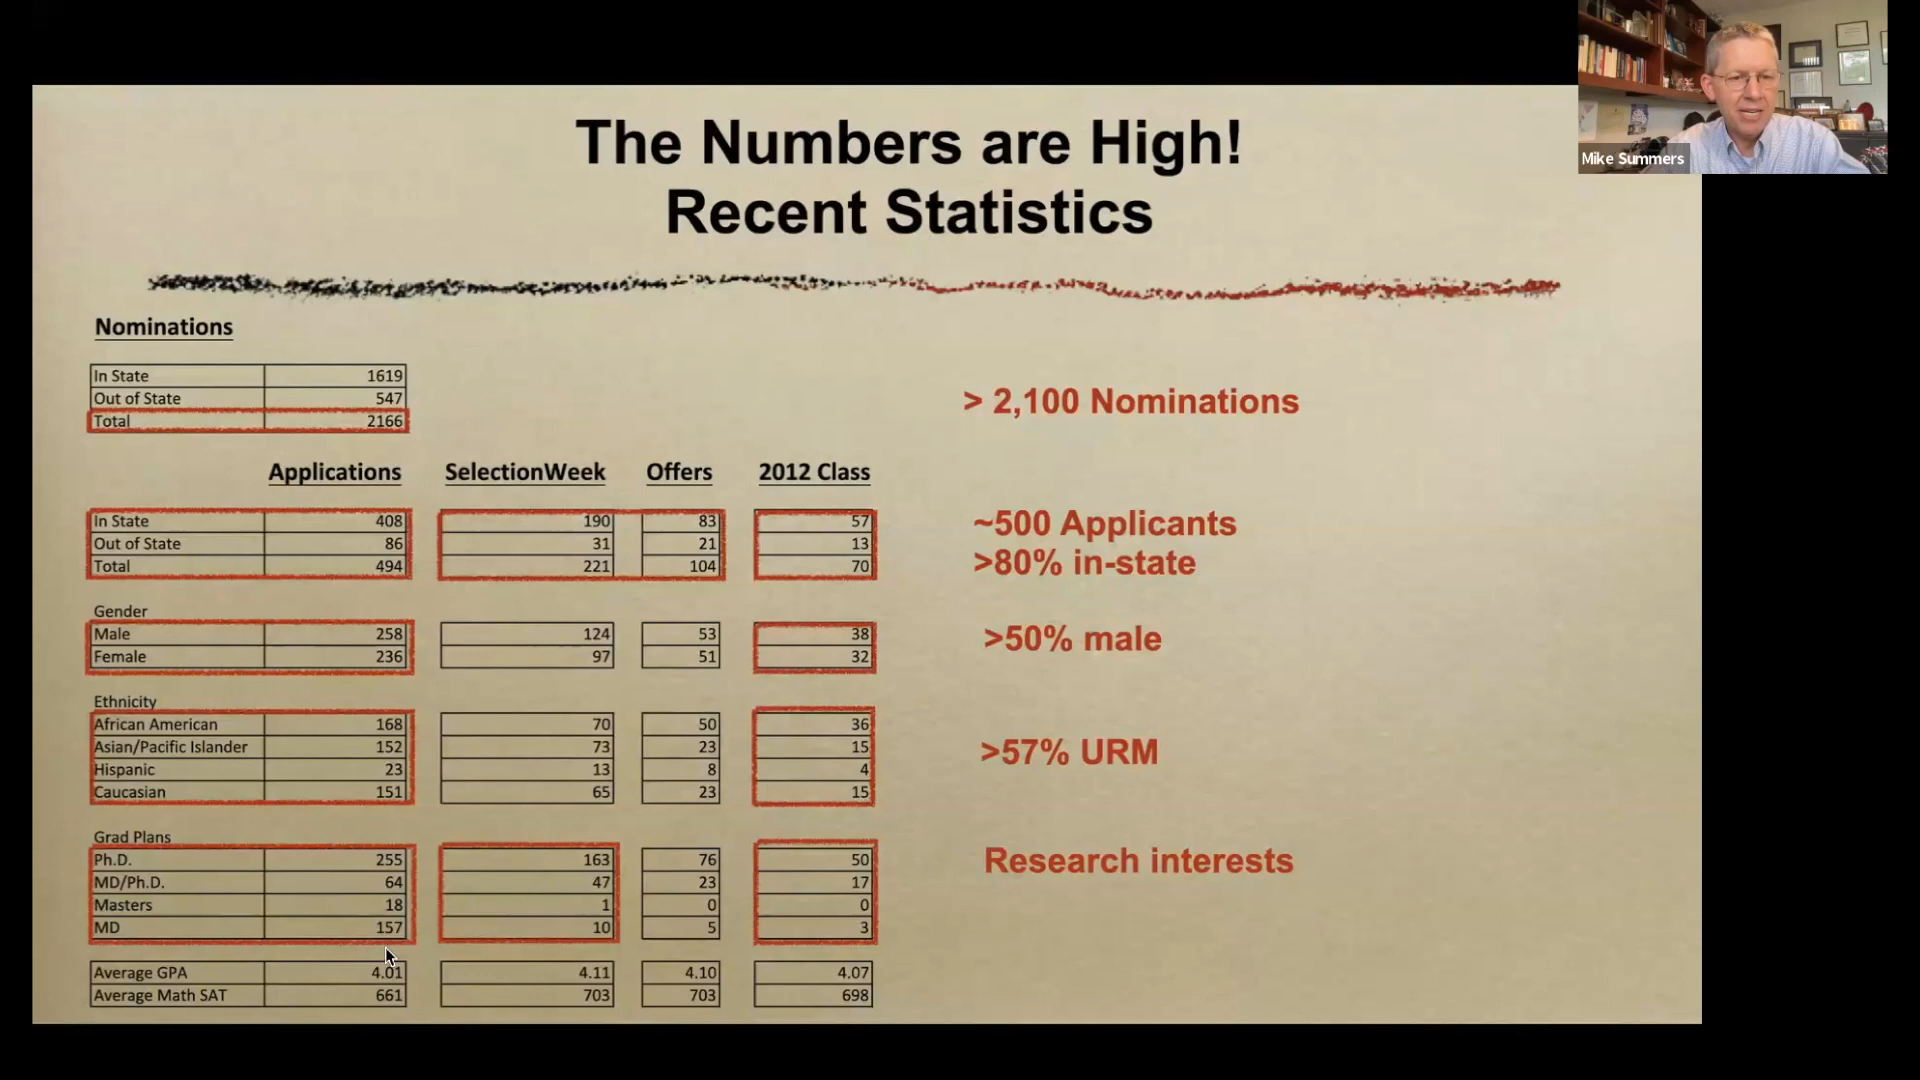 Mike Summers
The Numbers are High!
Recent Statistics
Nominations
In State 1619
Out of State 547
Total 2166
> 2,100 Nominations
Applications SelectionWeek Offers 2012 Class
In State 408 190 83 57
Out of State 86 31 21 13
Total 494 221 104 70
~500 Applicants
>80% in-state
Gender
Male 258 124 53 38
Female 236 97 51 32
>50% male
Ethnicity
African American 168 70 50 36
Asian/Pacific Islander 152 73 23 15
Hispanic 23 13 8 4
Caucasian 151 65 23 15
>57% URM
Grad Plans
Ph.D. 255 163 76 50
MD/Ph.D. 64 47 23 17
Masters 18 1 0 0
MD 157 10 5 3
Research interests
Average GPA 4.01 4.11 4.10 4.07
Average Math SAT 661 703 703 698